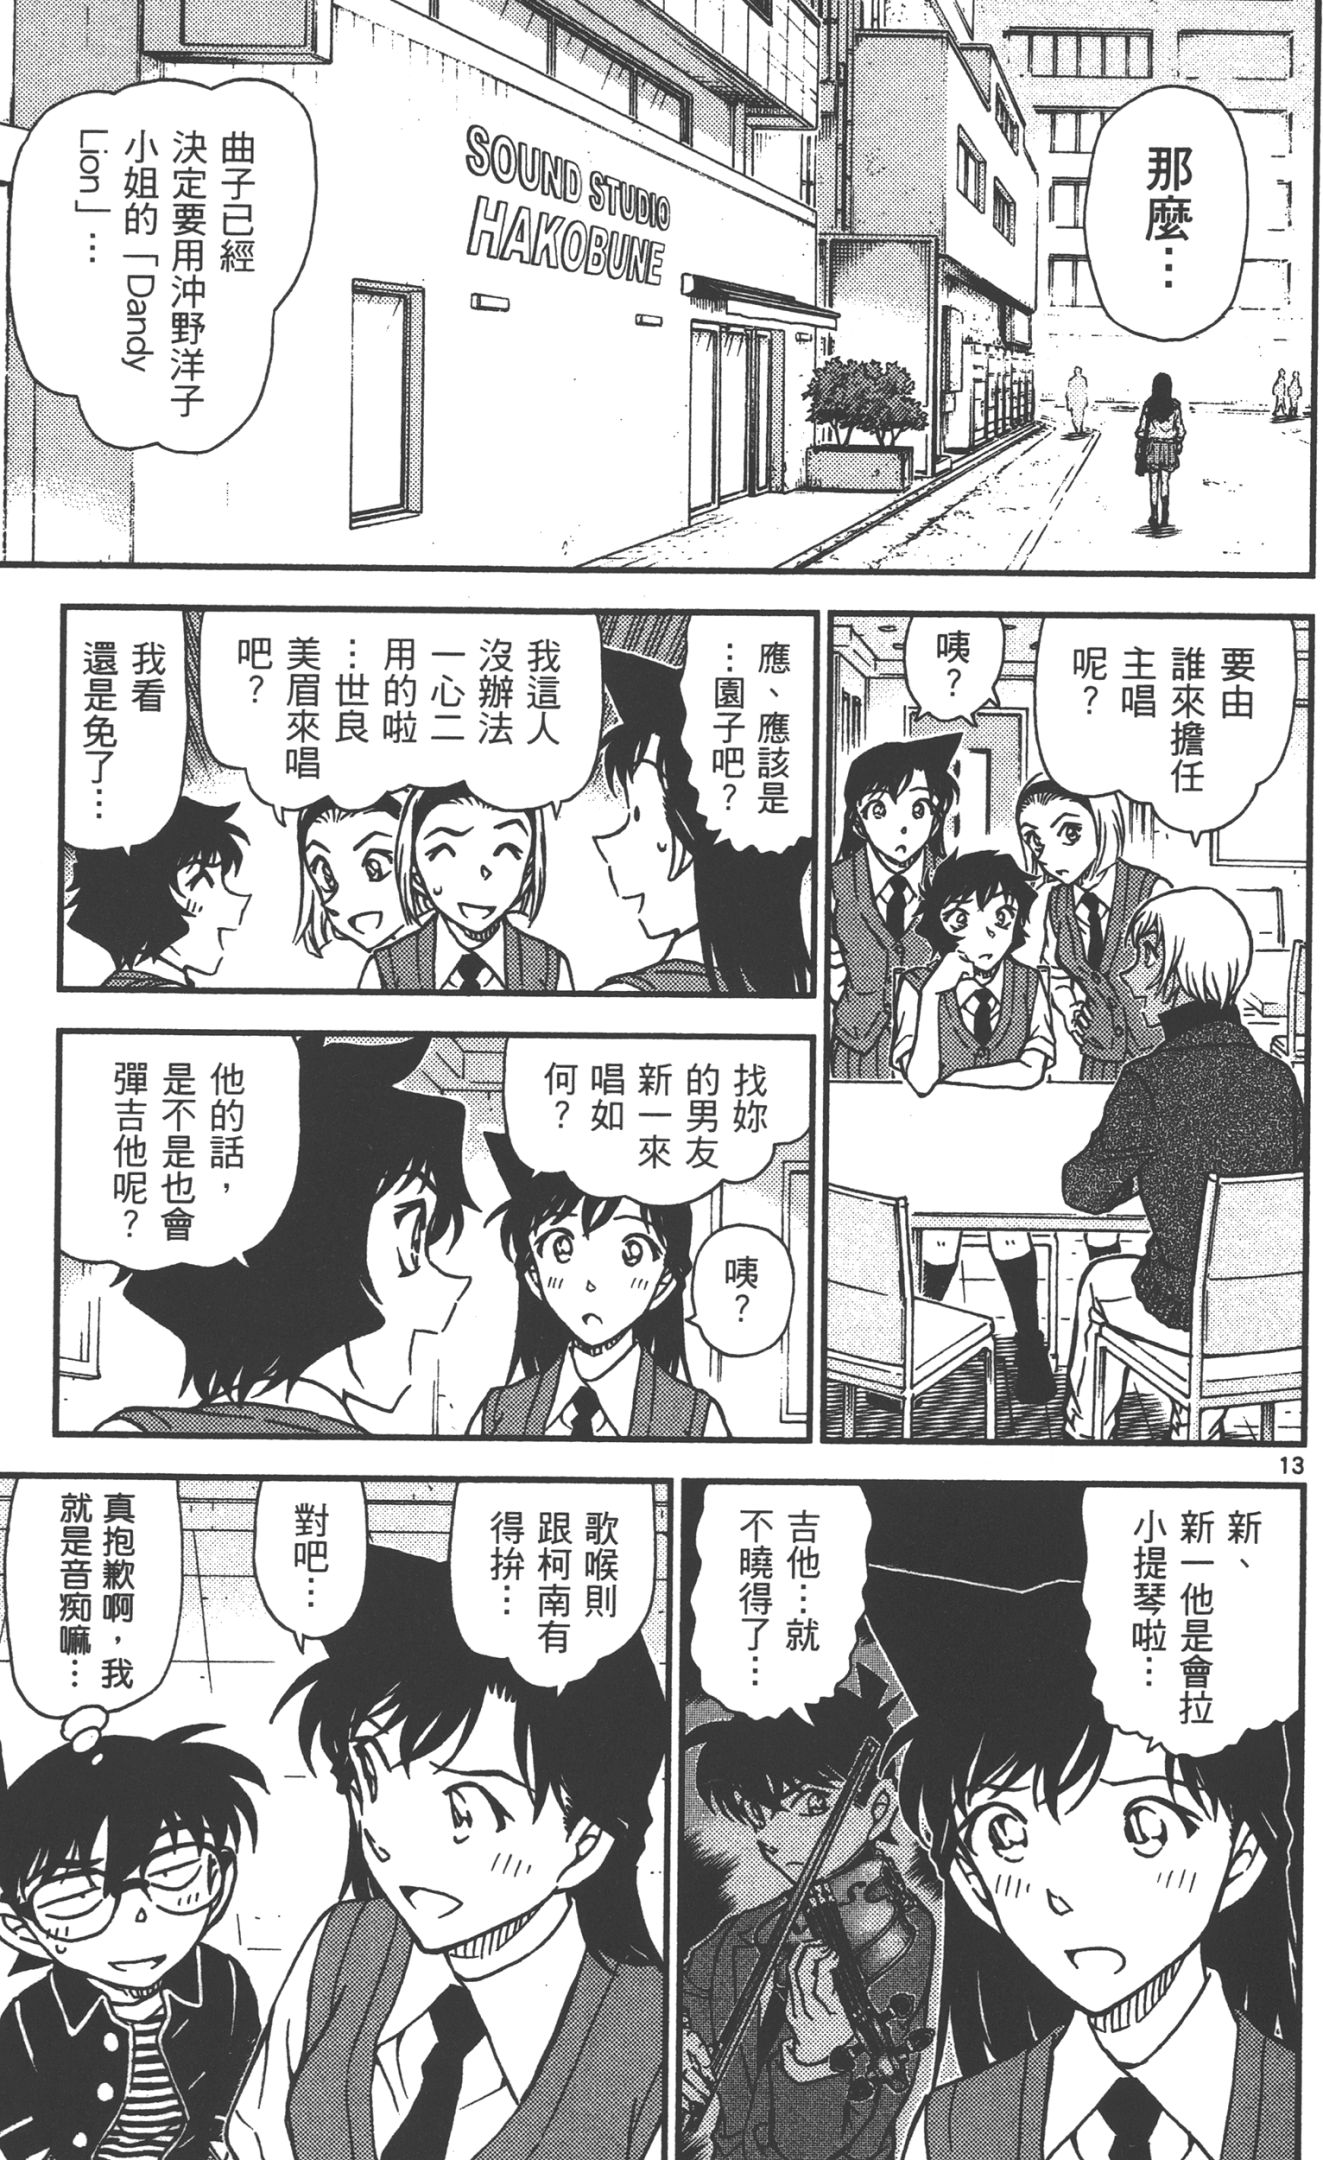 那麼…
SOUND STUDIO
HAKOBUNE
曲子已經
決定要用沖野洋子
小姐的「Dandy
Lion」…
要由
誰來擔任
主唱
呢？
咦？
應、應該是
…園子吧？
我這人
沒辦法
一心二
用的啦
…世良
美眉來唱
吧？
我看
還是免了…
找妳
的男友
新一來
唱如
何？
咦？
他的話，
是不是也會
彈吉他呢？
13
新、
新一他是會拉
小提琴啦…
吉他…就
不曉得了…
歌喉則
跟柯南有
得拚…
對吧…
真抱歉啊，我
就是音痴嘛…